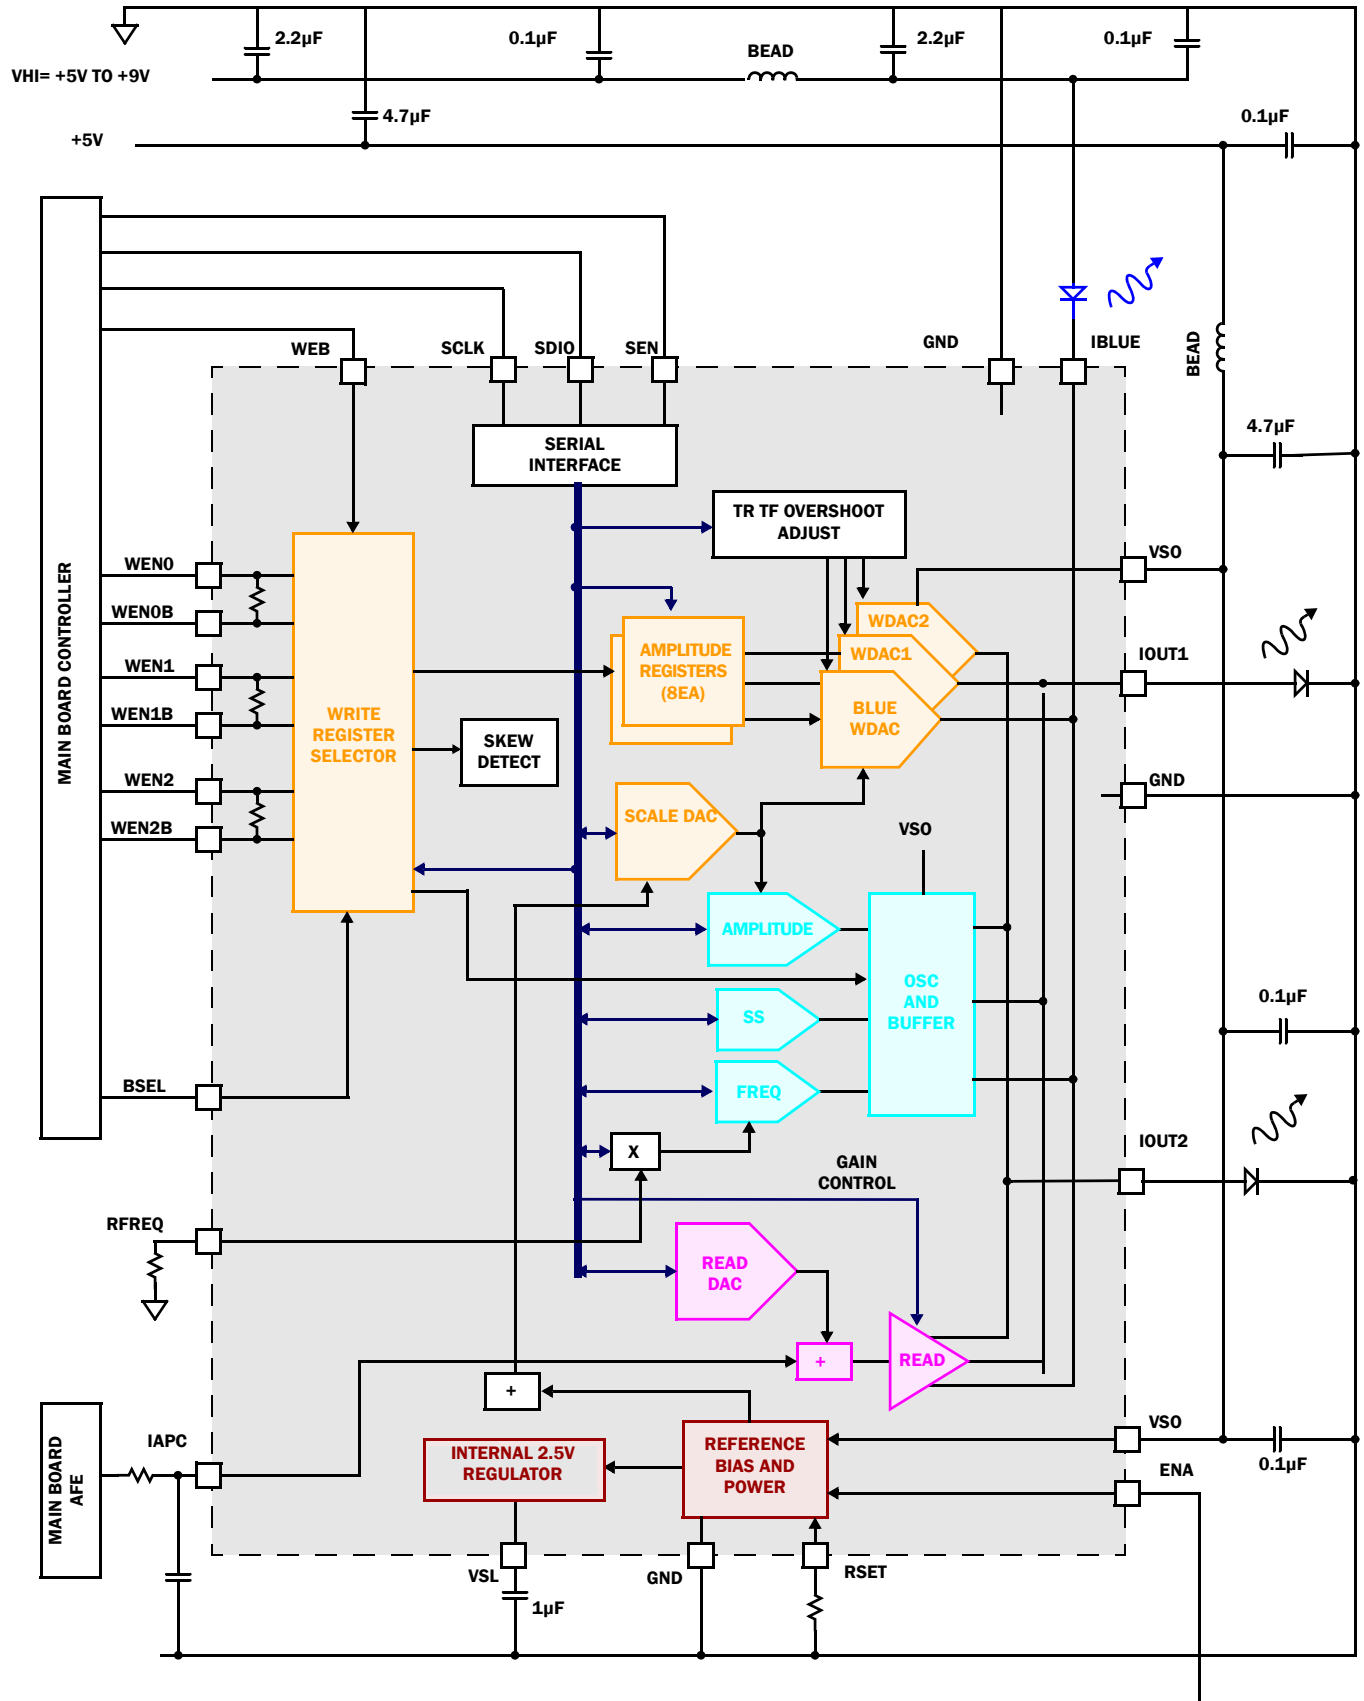 2.2µF
0.1µF
BEAD
2.2µF
0.1µF
VHI= +5V TO +9V
4.7µF
0.1µF
+5V
MAIN BOARD CONTROLLER
WEB
SCLK
SDIO
SEN
GND
IBLUE
BEAD
SERIAL
INTERFACE
4.7µF
TR TF OVERSHOOT
ADJUST
VSO
WEN0
WEN0B
WEN1
WEN1B
WEN2
WEN2B
WRITE
REGISTER
SELECTOR
SKEW
DETECT
AMPLITUDE
REGISTERS
(8EA)
WDAC2
WDAC1
BLUE
WDAC
IOUT1
GND
SCALE DAC
VSO
AMPLITUDE
OSC
AND
BUFFER
SS
FREQ
0.1µF
BSEL
X
IOUT2
GAIN
CONTROL
RFREQ
READ
DAC
+
READ
+
MAIN BOARD
AFE
IAPC
INTERNAL 2.5V
REGULATOR
REFERENCE
BIAS AND
POWER
VSO
0.1µF
ENA
VSL
GND
RSET
1µF